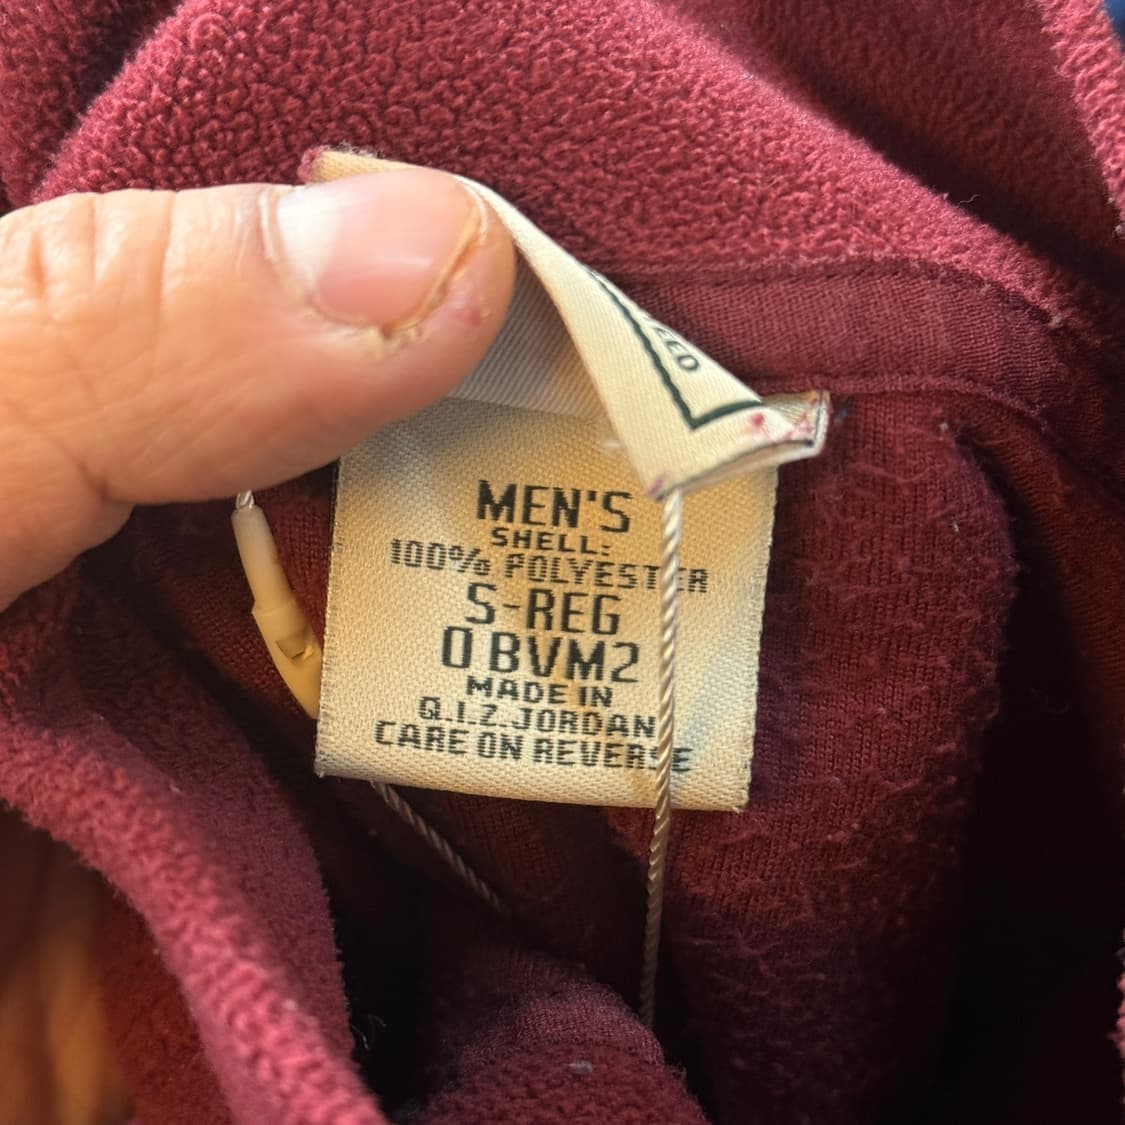 MEN'S
SHELL:
100% POLYESTER
S-REG
0 BVM2
MADE IN
Q.I.Z.JORDAN
CARE ON REVERSE